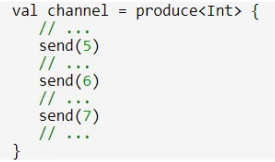 val channel = produce<Int> {
    // ...
    send(5)
    // ...
    send(6)
    // ...
    send(7)
    // ...
}